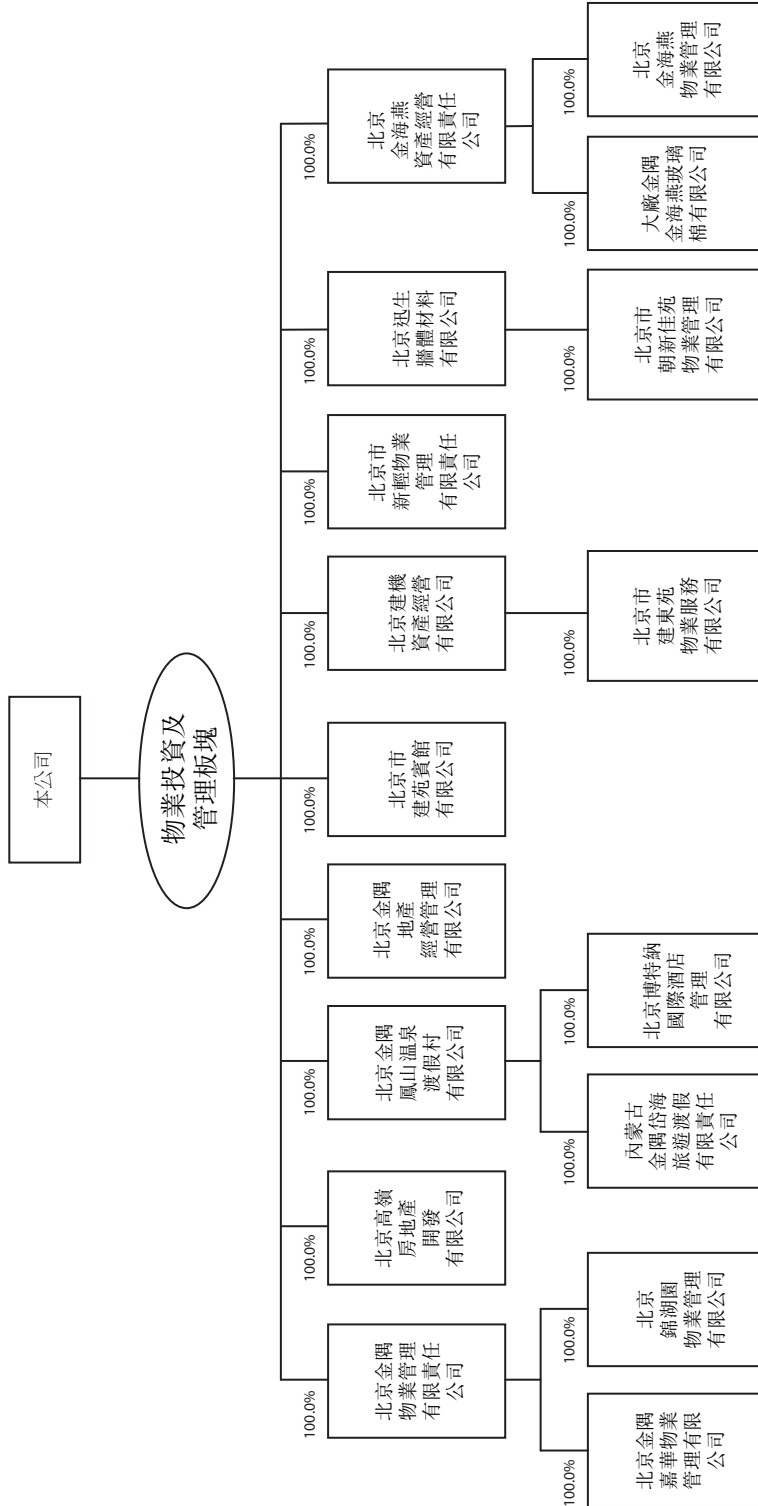 本公司
物業投資及
管理板塊
100.0%
北京金隅
物業管理
有限責任
公司
100.0%
北京高嶺
房地產
開發
有限公司
100.0%
北京金隅
鳳山溫泉
渡假村
有限公司
100.0%
北京金隅
地產
經營管理
有限公司
100.0%
北京市
建苑賓館
有限公司
100.0%
北京建機
資產經營
有限公司
100.0%
北京市
新輕物業
管理
有限責任
公司
100.0%
北京迅生
牆體材料
有限公司
100.0%
北京
金海燕
資產經營
有限責任
公司
100.0%
北京金隅
嘉華物業
管理有限
公司
100.0%
北京
錦湖園
物業管理
有限公司
100.0%
內蒙古
金隅岱海
旅遊渡假
有限責任
公司
100.0%
北京博特納
國際酒店
管理
有限公司
100.0%
北京市
建東苑
物業服務
有限公司
100.0%
北京市
朝新佳苑
物業管理
有限公司
100.0%
大廠金隅
金海燕玻璃
棉有限公司
100.0%
北京
金海燕
物業管理
有限公司